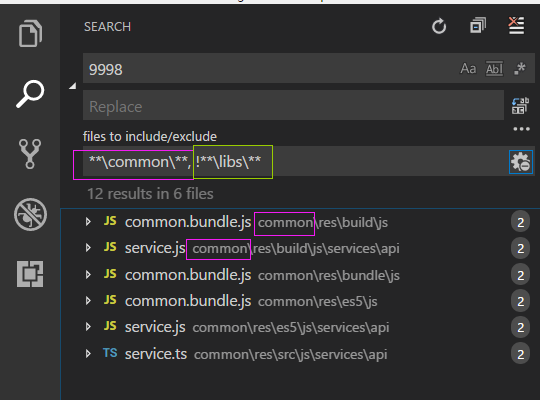 SEARCH
9998
Aa Abl .*
Replace
files to include/exclude
**\common\**, !**\libs\**
12 results in 6 files
JS common.bundle.js common\res\build\js 2
JS service.js common\res\build\js\services\api 2
JS common.bundle.js common\res\bundle\js 2
JS common.bundle.js common\res\es5\js 2
JS service.js common\res\es5\js\services\api 2
TS service.ts common\res\src\js\services\api 2